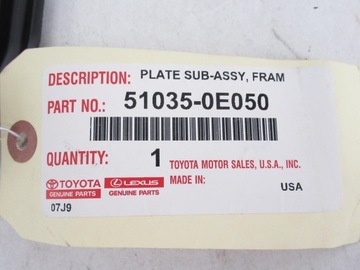 DESCRIPTION: PLATE SUB-ASSY, FRAM
PART NO.: 51035-0E050
QUANTITY: 1 TOYOTA MOTOR SALES, U.S.A., INC.
TOYOTA LEXUS MADE IN: USA
GENUINE PARTS GENUINE PARTS
07J9